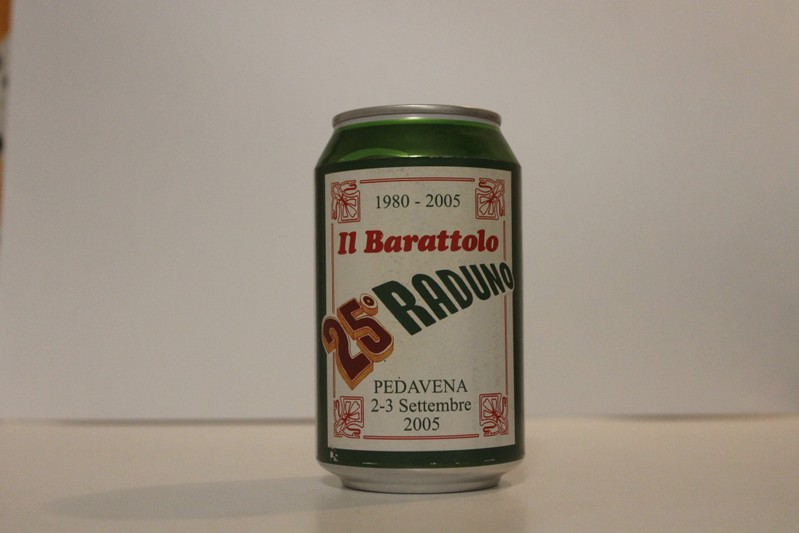 1980 - 2005
Il Barattolo
25° RADUNO
PEDAVENA
2-3 Settembre
2005